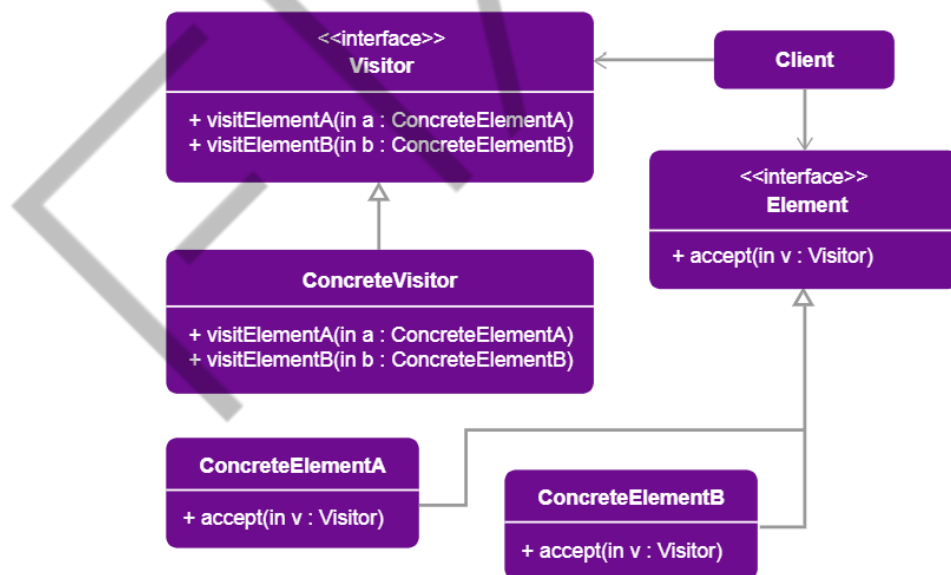 <<interface>>
Visitor
+ visitElementA(in a : ConcreteElementA)
+ visitElementB(in b : ConcreteElementB)
Client
<<interface>>
Element
+ accept(in v : Visitor)
ConcreteVisitor
+ visitElementA(in a : ConcreteElementA)
+ visitElementB(in b : ConcreteElementB)
ConcreteElementA
+ accept(in v : Visitor)
ConcreteElementB
+ accept(in v : Visitor)